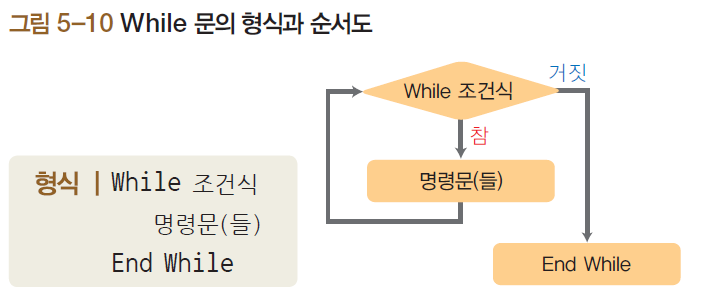 그림 5-10 While 문의 형식과 순서도
형식 | While 조건식
명령문(들)
End While
While 조건식
거짓
참
명령문(들)
End While